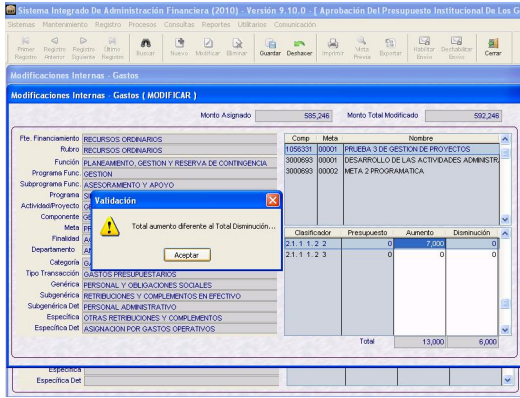 Sistema Integrado De Administración Financiera (2010) - Versión 9.10.0 - [ Aprobación Del Presupuesto Institucional De Los G
Sistemas Mantenimiento Registro Procesos Consultas Reportes Utilitarios Comunicación
Primer Registro
Registro Anterior
Registro Siguiente
Último Registro
Buscar
Nuevo
Modificar
Eliminar
Guardar
Deshacer
Imprimir
Vista Previa
Exportar
Habilitar Envío
Deshabilitar Envío
Cerrar
Modificaciones Internas - Gastos
Modificaciones Internas - Gastos ( MODIFICAR )
Monto Asignado 585,246 Monto Total Modificado 592,246
Fte. Financiamiento RECURSOS ORDINARIOS
Rubro RECURSOS ORDINARIOS
Función PLANEAMIENTO, GESTION Y RESERVA DE CONTINGENCIA
Programa Func. GESTION
Subprograma Func. ASESORAMIENTO Y APOYO
Programa
Actividad/Proyecto
Componente
Meta
Finalidad
Departamento
Categoría
Tipo Transacción GASTOS PRESUPUESTARIOS
Genérica PERSONAL Y OBLIGACIONES SOCIALES
Subgenérica RETRIBUCIONES Y COMPLEMENTOS EN EFECTIVO
Subgenérica Det PERSONAL ADMINISTRATIVO
Específica OTRAS RETRIBUCIONES Y COMPLEMENTOS
Específica Det ASIGNACION POR GASTOS OPERATIVOS
Comp Meta Nombre
1056331 00001 PRUEBA 3 DE GESTION DE PROYECTOS
3000693 00001 DESARROLLO DE LAS ACTIVIDADES ADMINISTRA
3000693 00002 META 2 PROGRAMATICA
Validación
Total aumento diferente al Total Disminución...
Aceptar
Clasificador Presupuesto Aumento Disminución
2.1. 1 1. 2 2 0 7,000 0
2.1. 1 1. 2 3 0 0 0
Total 13,000 6,000
Específica
Específica Det